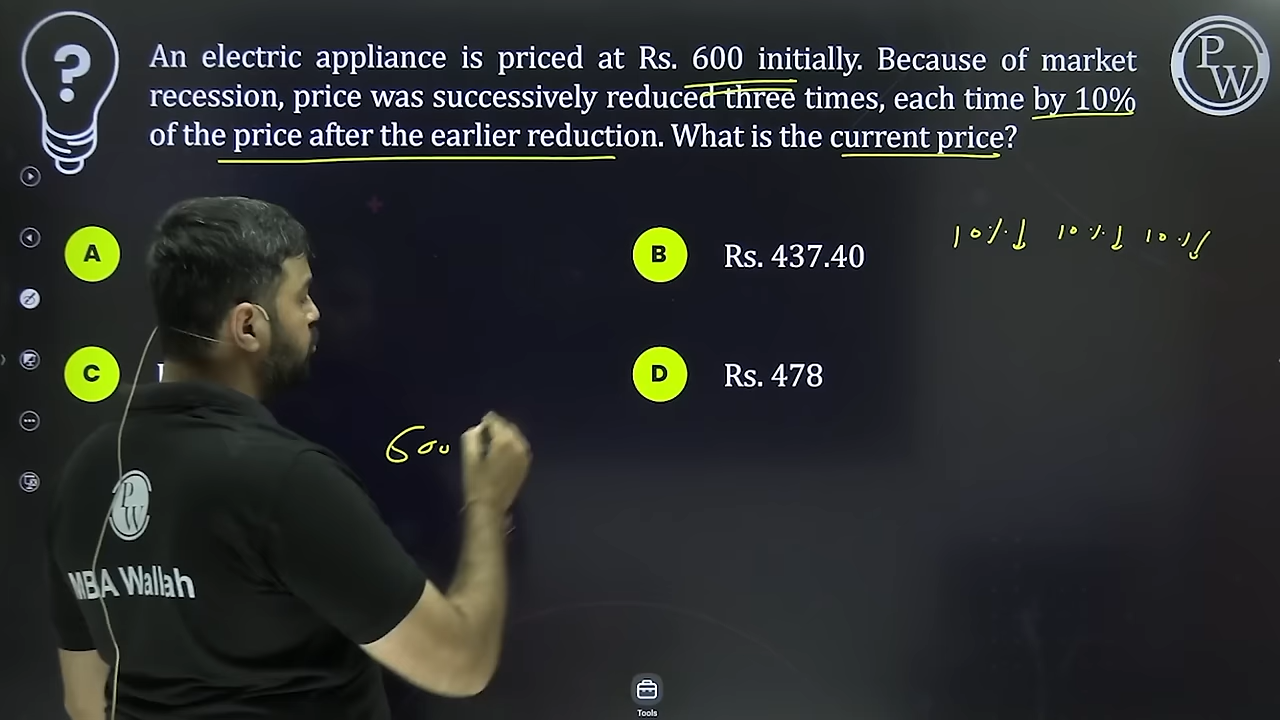 An electric appliance is priced at Rs. 600 initially. Because of market
recession, price was successively reduced three times, each time by 10%
of the price after the earlier reduction. What is the current price?
PW
A
B Rs. 437.40
10%↓ 10%↓ 10%↓
C
D Rs. 478
600
PW
MBA Wallah
Tools